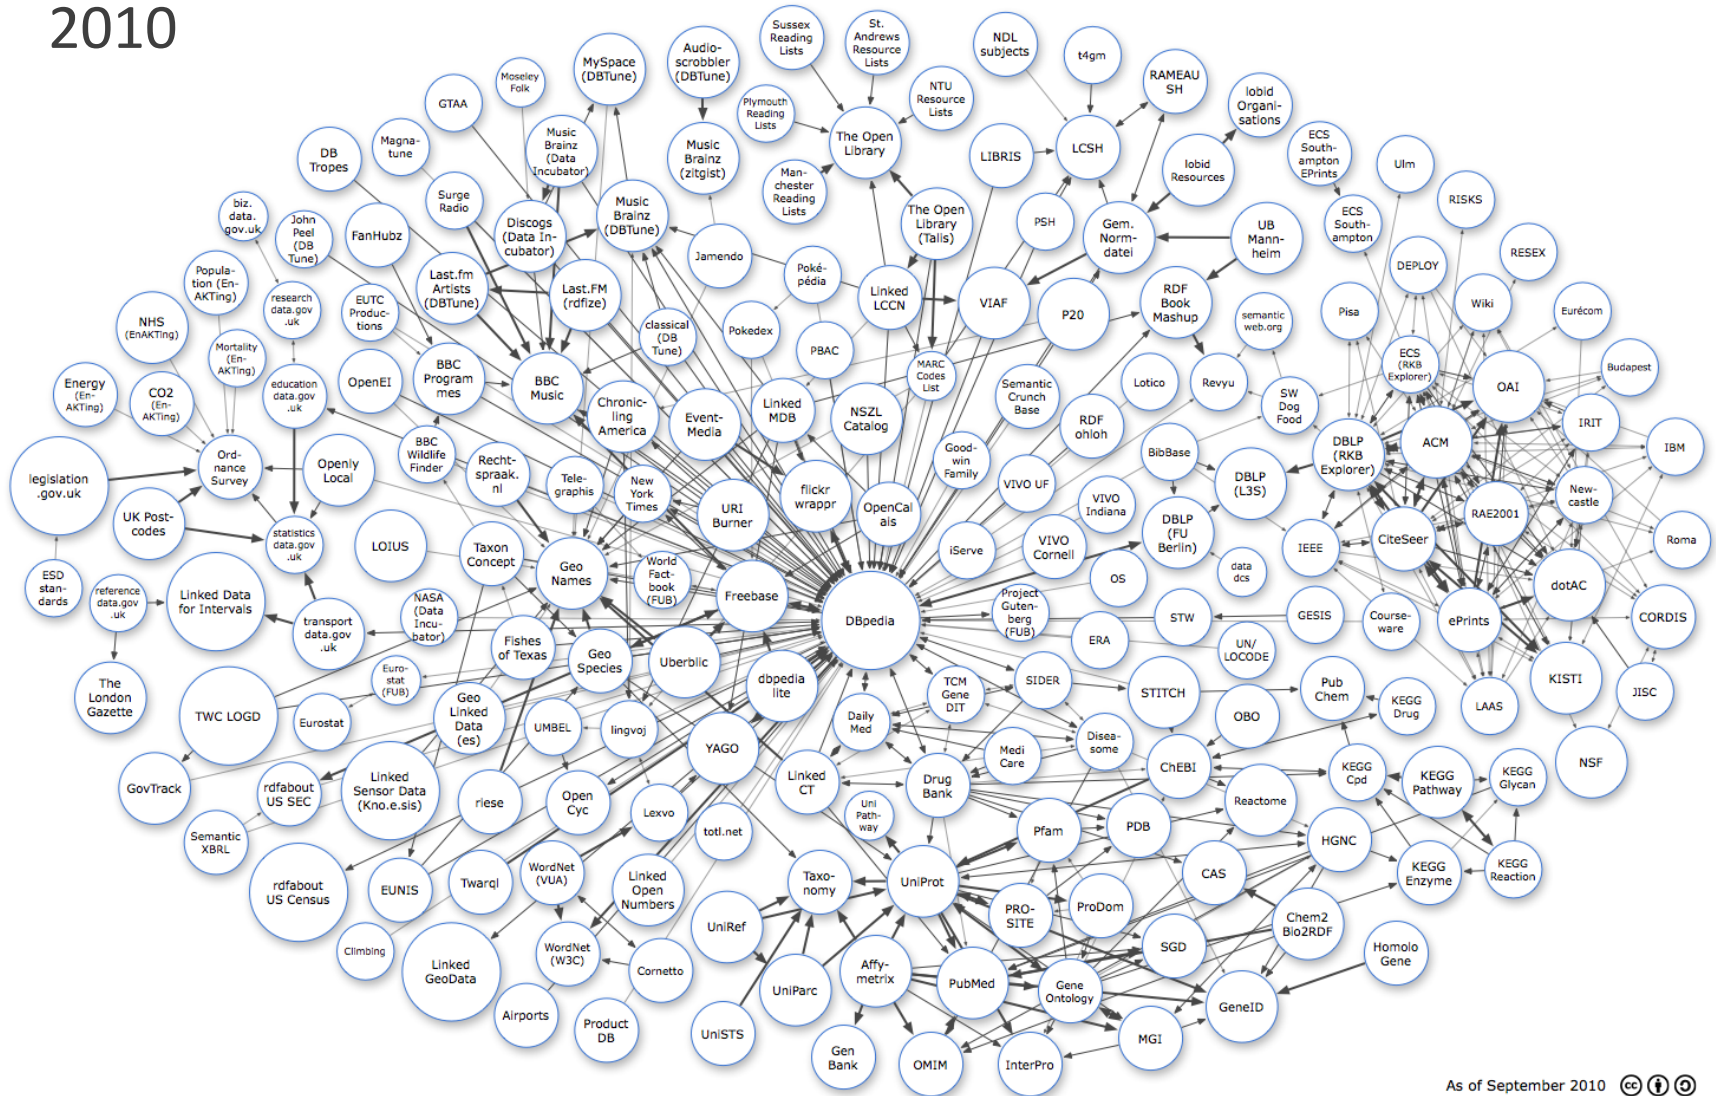 2010
Sussex
Reading
Lists
St.
Andrews
Resource
Lists
NDL
subjects
t4gm
RAMEAU
SH
lobid
Organi-
sations
MySpace
(DBTune)
Audio-
scrobbler
(DBTune)
Moseley
Folk
GTAA
Plymouth
Reading
Lists
NTU
Resource
Lists
The Open
Library
LIBRIS
LCSH
lobid
Resources
ECS
South-
ampton
EPrints
Ulm
DB
Tropes
Magna-
tune
Music
Brainz
(Data
Incubator)
Music
Brainz
(zitgist)
Man-
chester
Reading
Lists
RISKS
biz.
data.
gov.uk
John
Peel
(DB
Tune)
FanHubz
Surge
Radio
Discogs
(Data In-
cubator)
Music
Brainz
(DBTune)
The Open
Library
(Talis)
PSH
Gem.
Norm-
datei
UB
Mann-
heim
ECS
South-
ampton
RESEX
Popula-
tion (En-
AKTing)
research
data.gov
.uk
Last.fm
Artists
(DBTune)
Last.FM
(rdfize)
Jamendo
Poké-
pédia
Linked
LCCN
VIAF
P20
RDF
Book
Mashup
DEPLOY
Wiki
Eurécom
NHS
(EnAKTing)
Mortality
(En-
AKTing)
EUTC
Produc-
tions
classical
(DB
Tune)
Pokedex
PBAC
semantic
web.org
Pisa
Energy
(En-
AKTing)
CO2
(En-
AKTing)
education
data.gov
.uk
OpenEI
BBC
Program
mes
BBC
Music
Chronic-
ling
America
Event-
Media
Linked
MDB
NSZL
Catalog
MARC
Codes
List
Semantic
Crunch
Base
RDF
ohloh
Lotico
Revyu
SW
Dog
Food
ECS
(RKB
Explorer)
OAI
Budapest
IRIT
IBM
legislation
.gov.uk
Ord-
nance
Survey
Openly
Local
BBC
Wildlife
Finder
Recht-
spraak.
nl
Tele-
graphis
New
York
Times
URI
Burner
flickr
wrappr
OpenCal
ais
Good-
win
Family
VIVO UF
VIVO
Indiana
BibBase
DBLP
(L3S)
DBLP
(RKB
Explorer)
ACM
New-
castle
UK Post-
codes
statistics
data.gov
.uk
LOIUS
Taxon
Concept
Geo
Names
World
Fact-
book
(FUB)
Freebase
iServe
VIVO
Cornell
DBLP
(FU
Berlin)
IEEE
CiteSeer
RAE2001
Roma
ESD
stan-
dards
reference
data.gov
.uk
Linked Data
for Intervals
transport
data.gov
.uk
NASA
(Data
Incu-
bator)
Fishes
of Texas
Geo
Species
Uberblic
dbpedia
lite
DBpedia
Project
Guten-
berg
(FUB)
OS
ERA
STW
data
dcs
GESIS
UN/
LOCODE
Course-
ware
ePrints
dotAC
CORDIS
The
London
Gazette
TWC LOGD
Euro-
stat
(FUB)
Eurostat
Geo
Linked
Data
(es)
UMBEL
lingvoj
YAGO
Daily
Med
TCM
Gene
DIT
SIDER
STITCH
Pub
Chem
KEGG
Drug
OBO
LAAS
KISTI
JISC
NSF
GovTrack
rdfabout
US SEC
Linked
Sensor Data
(Kno.e.sis)
riese
Open
Cyc
Lexvo
totl.net
Linked
CT
Drug
Bank
Medi
Care
Disea-
some
ChEBI
KEGG
Cpd
KEGG
Pathway
KEGG
Glycan
Semantic
XBRL
Uni
Path-
way
Pfam
PDB
Reactome
HGNC
rdfabout
US Census
EUNIS
Twarql
WordNet
(VUA)
Linked
Open
Numbers
Taxo-
nomy
UniProt
PRO-
SITE
ProDom
CAS
KEGG
Enzyme
KEGG
Reaction
Climbing
Linked
GeoData
WordNet
(W3C)
Cornetto
UniRef
UniParc
Affy-
metrix
PubMed
Gene
Ontology
SGD
Chem2
Bio2RDF
Homolo
Gene
GeneID
Airports
Product
DB
UniSTS
Gen
Bank
OMIM
InterPro
MGI
As of September 2010
cc